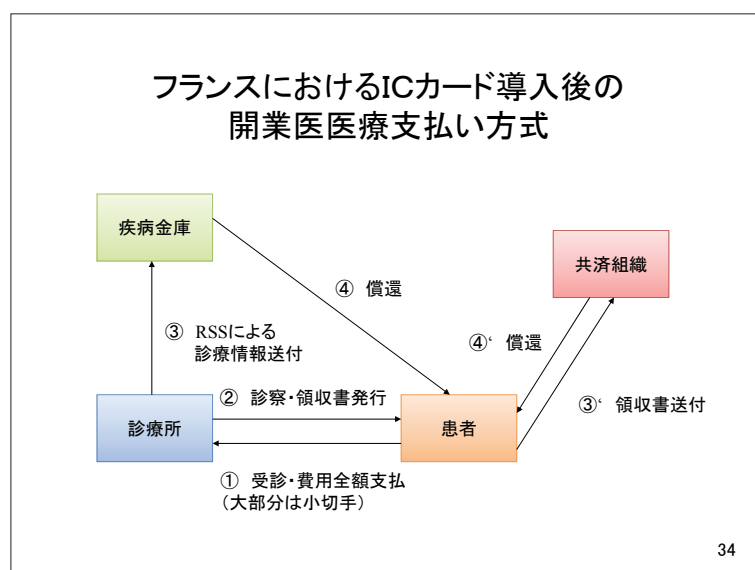 フランスにおけるICカード導入後の
開業医医療支払い方式
疾病金庫
共済組織
④ 償還
④‘ 償還
③ RSSによる
診療情報送付
② 診察・領収書発行
③‘ 領収書送付
診療所
患者
① 受診・費用全額支払
（大部分は小切手）
34